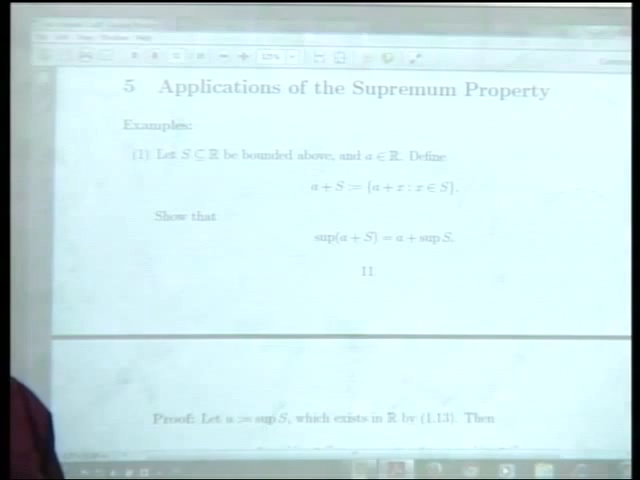 5 Applications of the Supremum Property
Examples:
(1) Let S ⊆ ℝ be bounded above, and a ∈ ℝ. Define
a + S := {a + x : x ∈ S}.
Show that
sup(a + S) = a + sup S.
11
Proof: Let u := sup S, which exists in ℝ by (1.13). Then